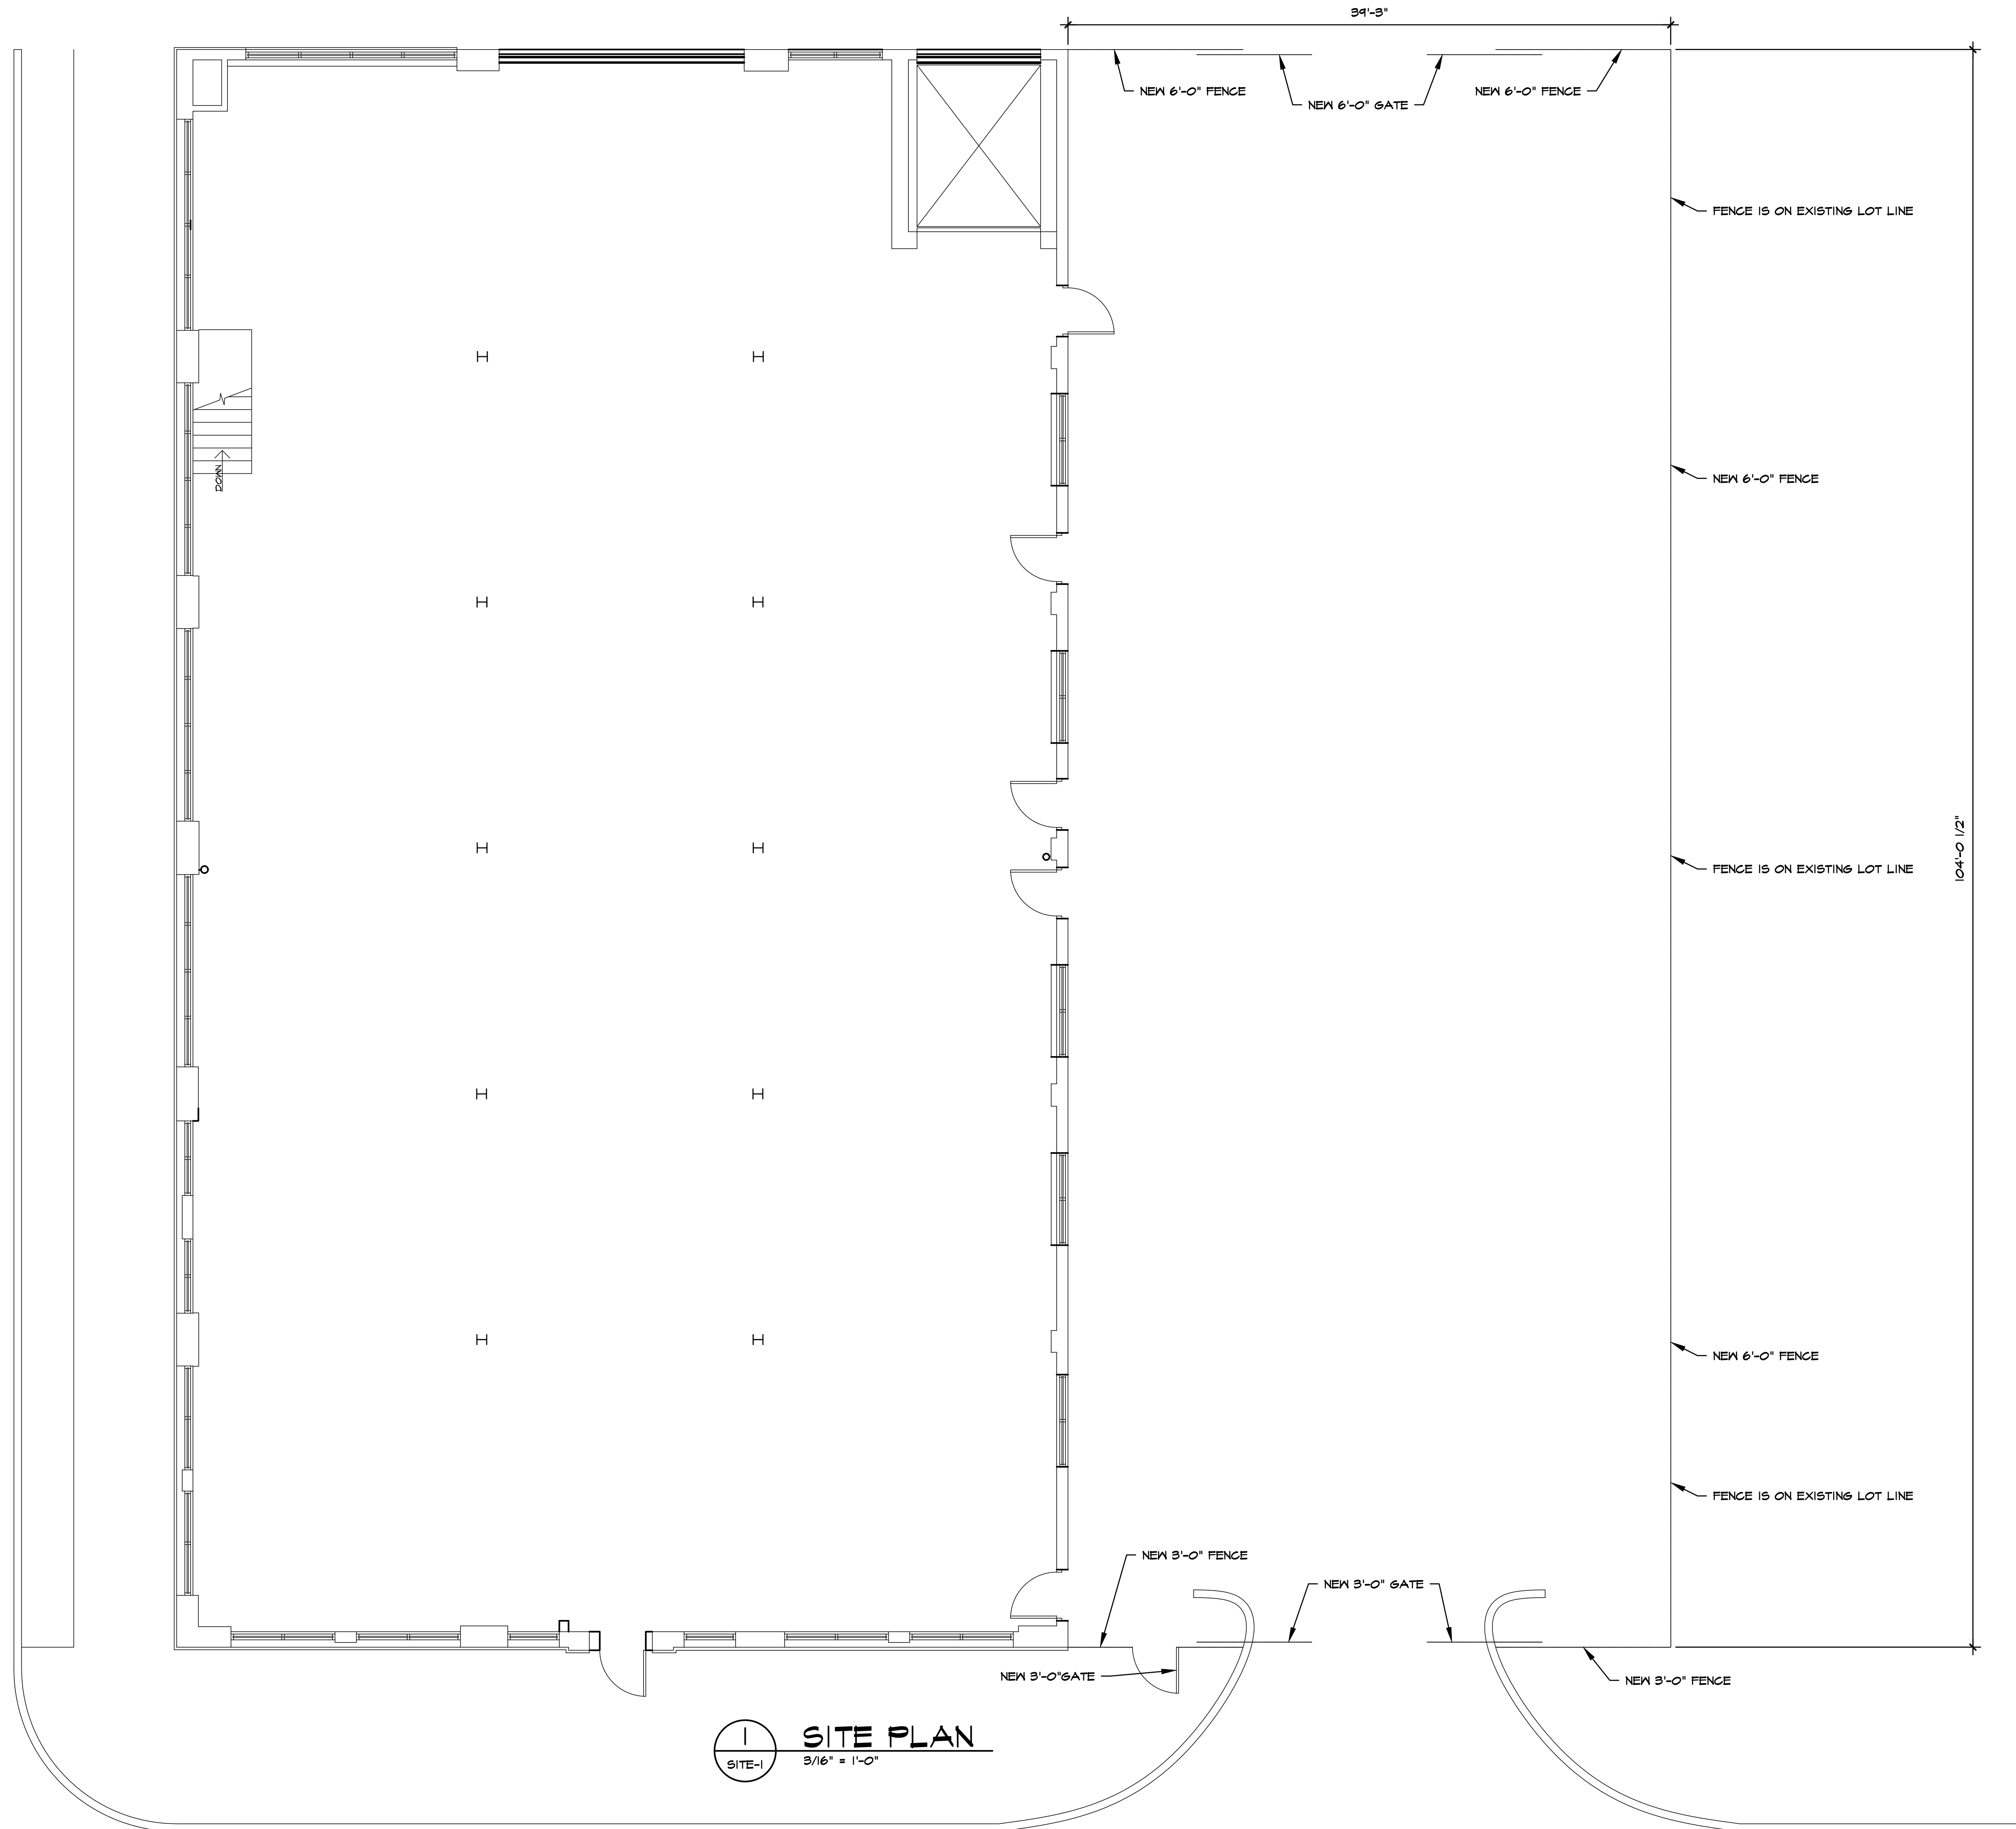 39'-3"
NEW 6'-0" FENCE
NEW 6'-0" GATE
NEW 6'-0" FENCE
FENCE IS ON EXISTING LOT LINE
DOWN
NEW 6'-0" FENCE
104'-0 1/2"
FENCE IS ON EXISTING LOT LINE
NEW 6'-0" FENCE
FENCE IS ON EXISTING LOT LINE
NEW 3'-0" FENCE
NEW 3'-0" GATE
NEW 3'-0"GATE
NEW 3'-0" FENCE
1
SITE-1
SITE PLAN
3/16" = 1'-0"